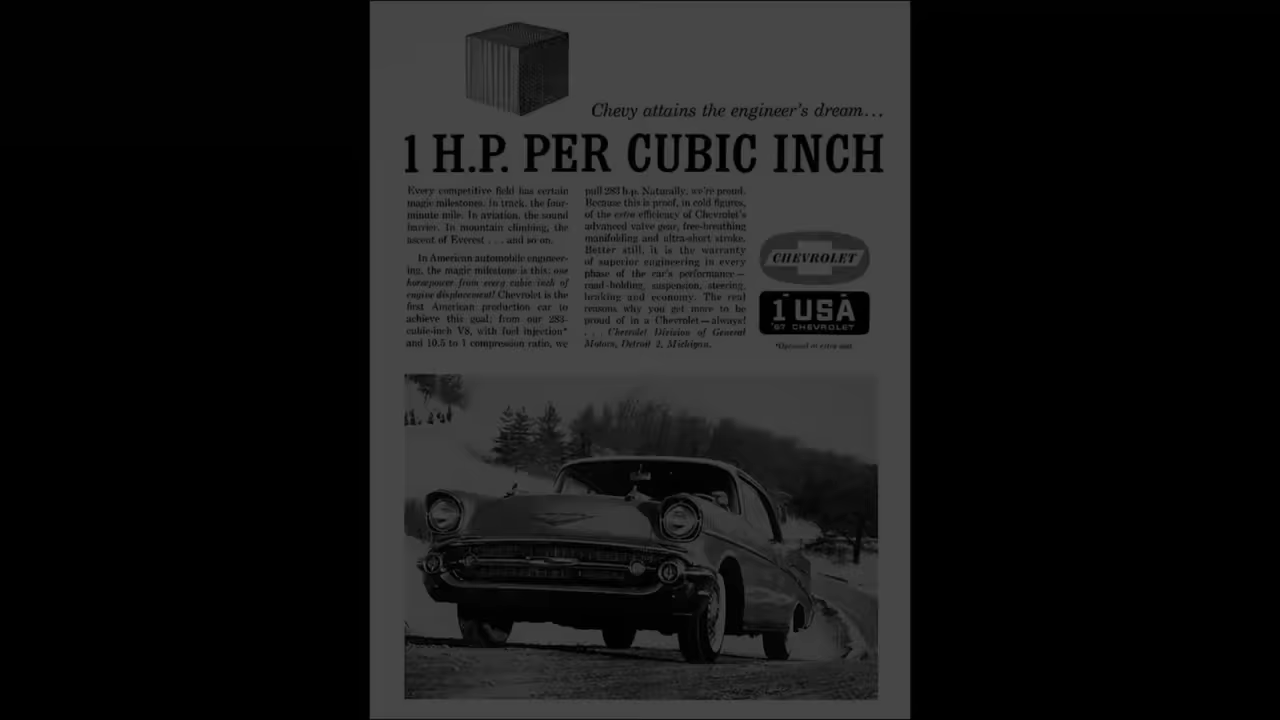 Chevy attains the engineer's dream...
1 H.P. PER CUBIC INCH
Every competitive field has certain
magic milestones. In track, the four-
minute mile. In aviation, the sound
barrier. In mountain climbing, the
ascent of Everest . . . and so on.
In American automobile engineer-
ing, the magic milestone is this: one
horsepower from every cubic inch of
engine displacement! Chevrolet is the
first American production car to
achieve this goal; from our 283-
cubic-inch V8, with fuel injection*
and 10.5 to 1 compression ratio, we
pull 283 h.p. Naturally, we're proud.
Because this is proof, in cold figures,
of the extra efficiency of Chevrolet's
advanced valve gear, free-breathing
manifolding and ultra-short stroke.
Better still, it is the warranty
of superior engineering in every
phase of the car's performance—
road-holding, suspension, steering,
braking and economy. The real
reasons why you get more to be
proud of in a Chevrolet—always!
. . . Chevrolet Division of General
Motors, Detroit 2, Michigan.
CHEVROLET
1 USA
'57 CHEVROLET
*Optional at extra cost